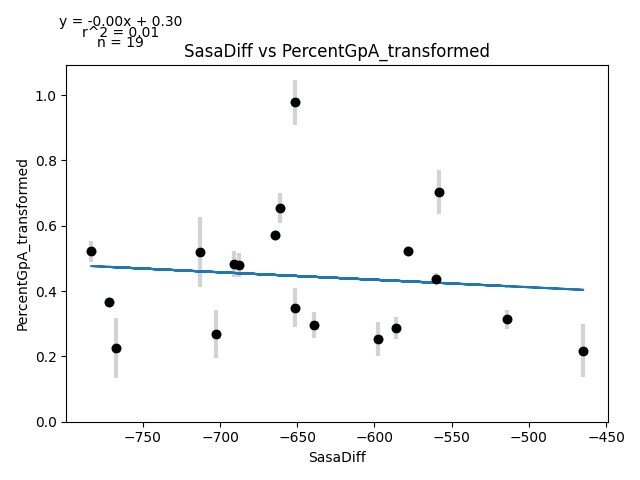 y = -0.00x + 0.30
r^2 = 0.01
n = 19
SasaDiff vs PercentGpA_transformed
1.0
0.8
0.6
0.4
0.2
0.0
PercentGpA_transformed
−750
−700
−650
−600
−550
−500
−450
SasaDiff